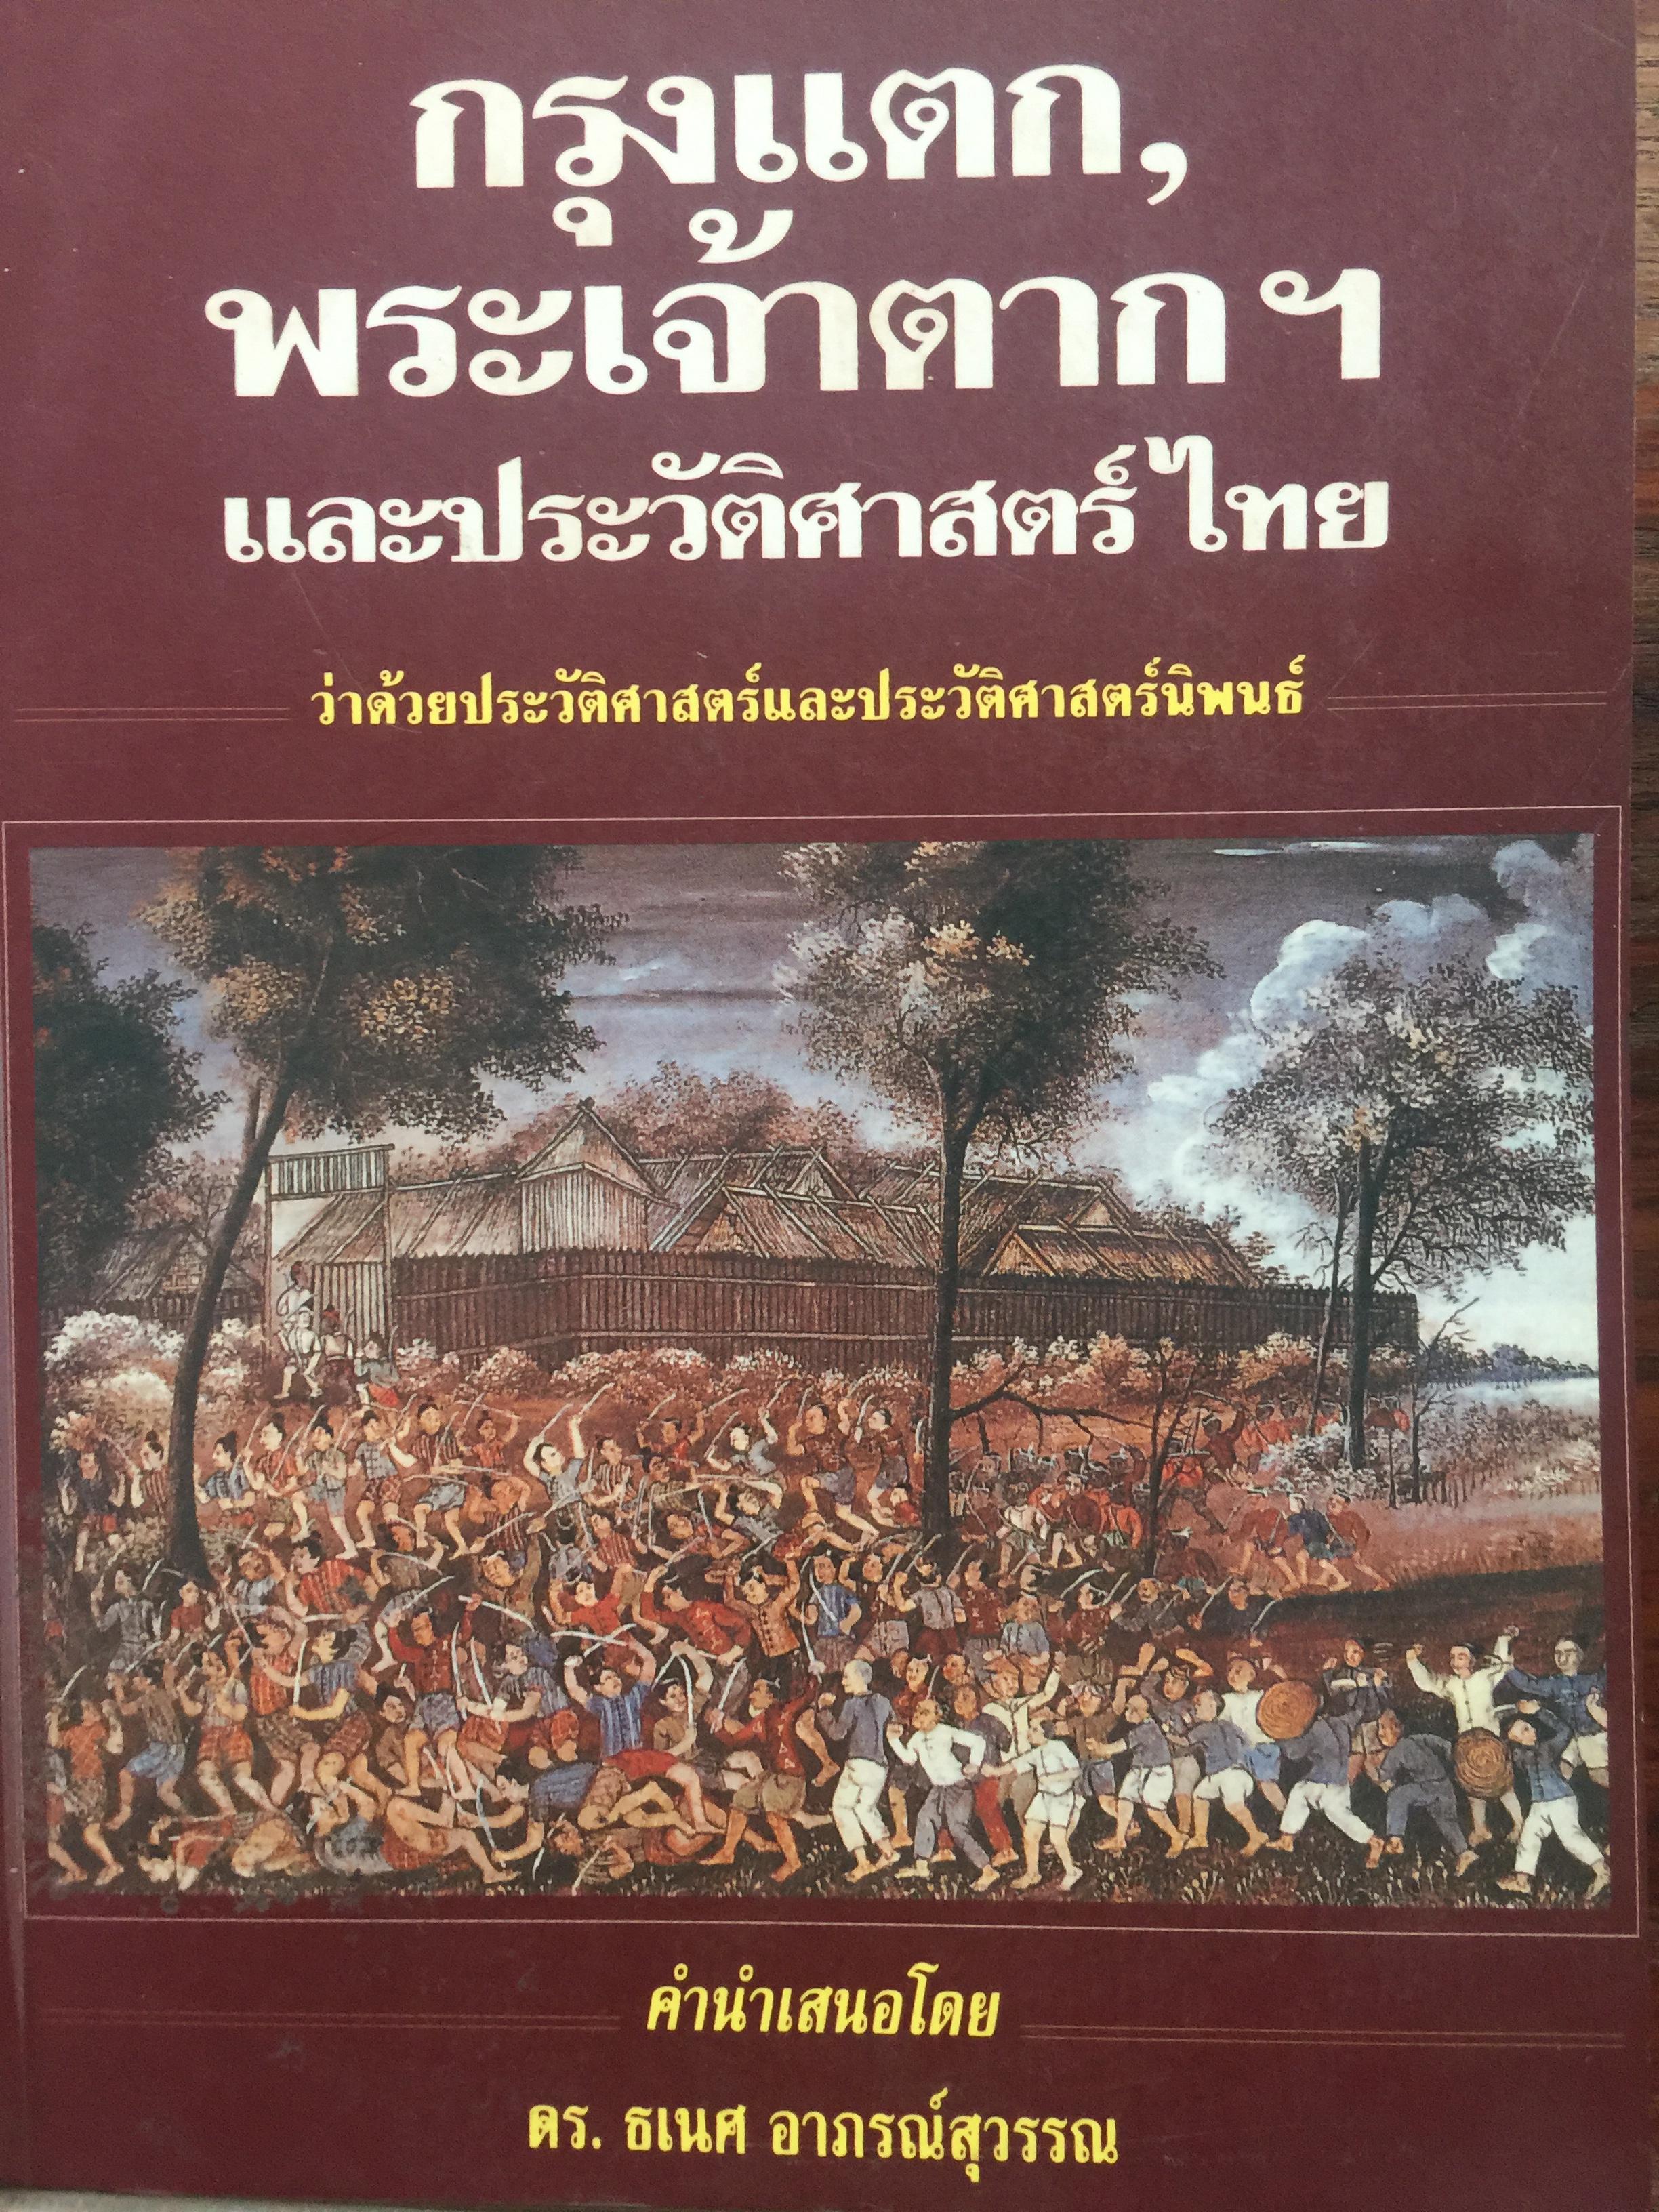 กรุงแตก,
พระเจ้าตากฯ
และประวัติศาสตร์ไทย
ว่าด้วยประวัติศาสตร์และประวัติศาสตร์นิพนธ์
คำนำเสนอโดย
ดร. ธเนศ อาภรณ์สุวรรณ